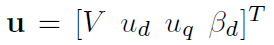 𝐮 = [V u_d u_q β_d]^T